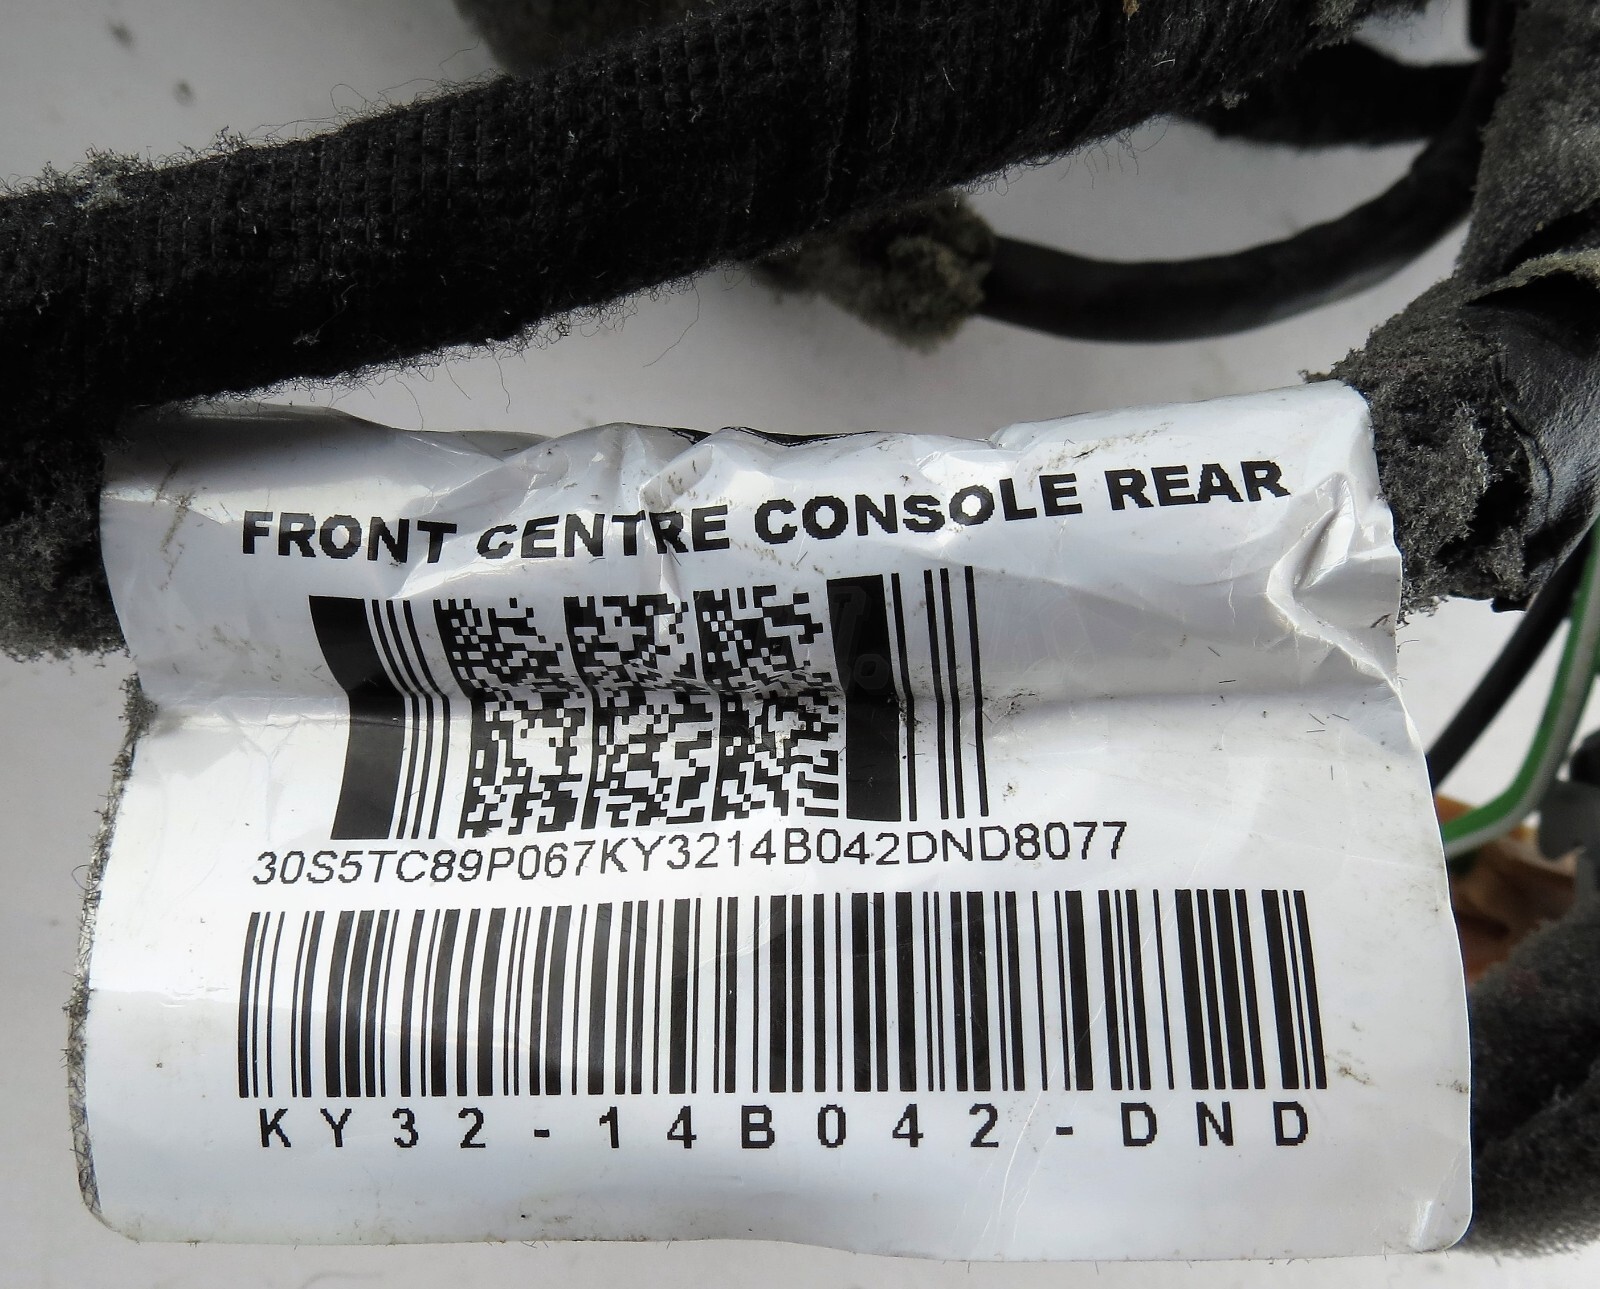 FRONT CENTRE CONSOLE REAR
30S5TC89P067KY3214B042DND8077
KY32-14B042-DND